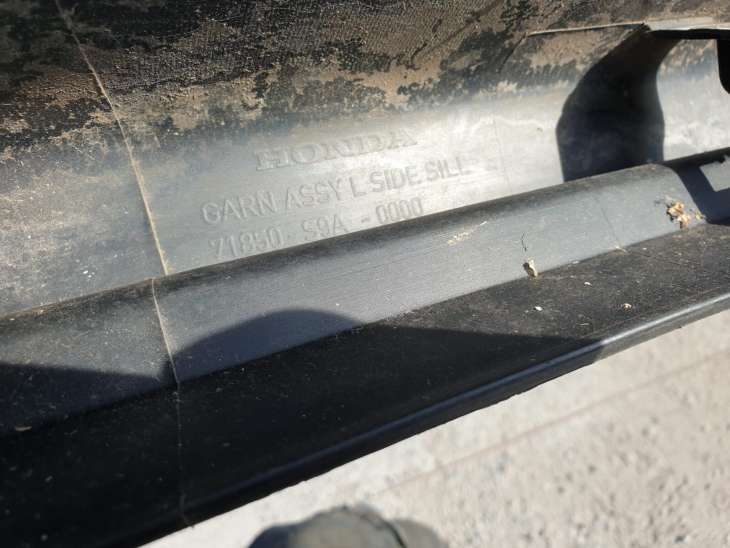 HONDA
GARN ASSY L.SIDE SILL
71850-S9A -0000